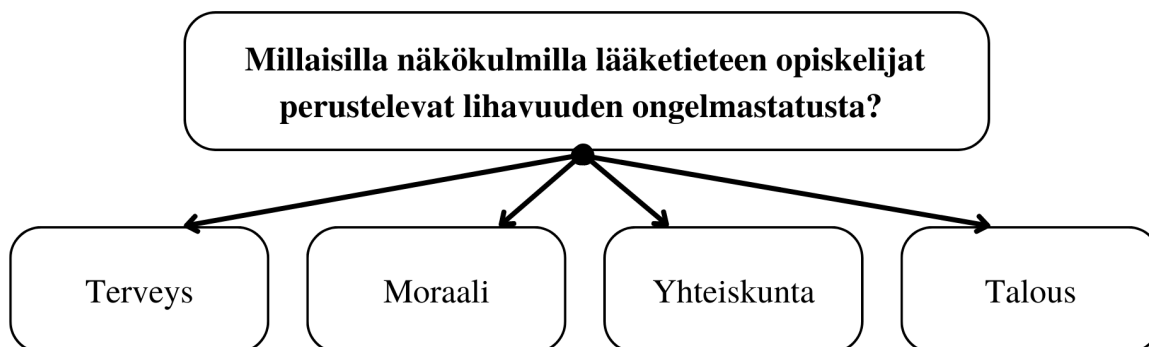 Millaisilla näkökulmilla lääketieteen opiskelijat
perustelevat lihavuuden ongelmastatusta?
Terveys
Moraali
Yhteiskunta
Talous